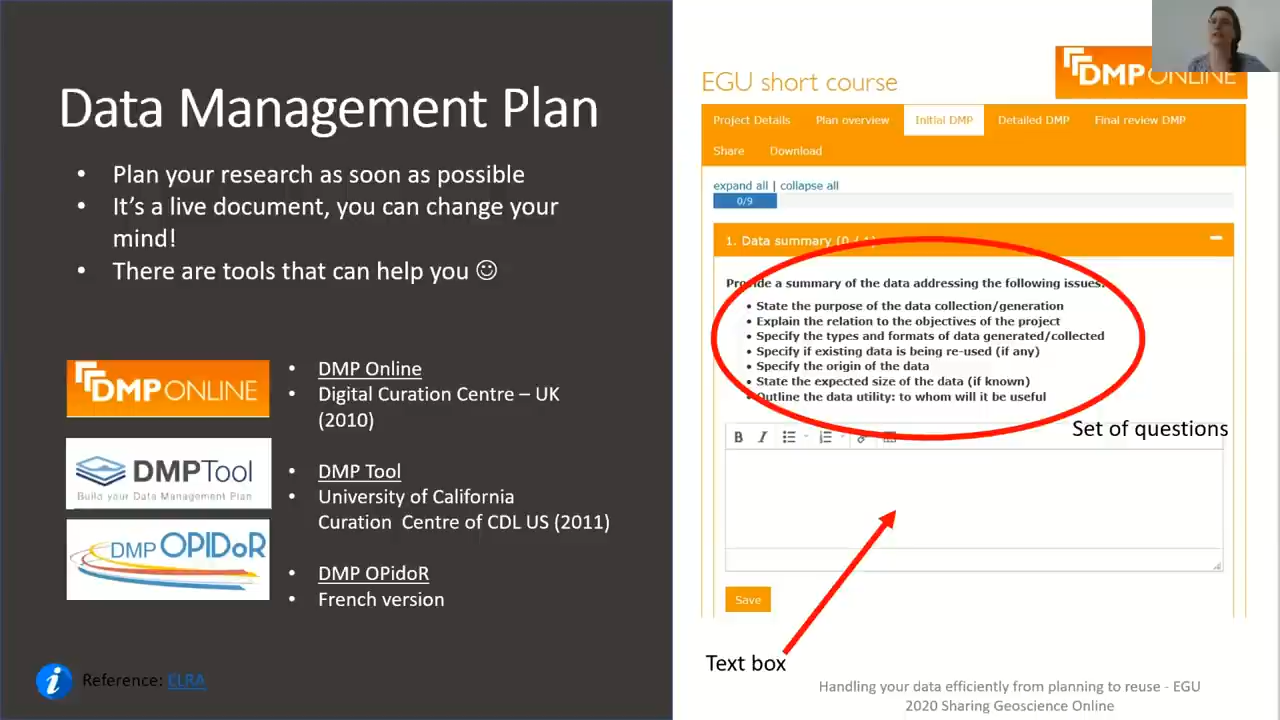 Data Management Plan
• Plan your research as soon as possible
• It's a live document, you can change your
mind!
• There are tools that can help you ☺
DMPONLINE
• DMP Online
• Digital Curation Centre – UK
(2010)
DMPTool
Build your Data Management Plan
• DMP Tool
• University of California
Curation Centre of CDL US (2011)
DMP OPIDoR
• DMP OPidoR
• French version
i Reference: CLRA
DMPONLINE
EGU short course
Project Details Plan overview Initial DMP Detailed DMP Final review DMP
Share Download
expand all | collapse all
0/9
1. Data summary (0 / 1)
Provide a summary of the data addressing the following issues:
• State the purpose of the data collection/generation
• Explain the relation to the objectives of the project
• Specify the types and formats of data generated/collected
• Specify if existing data is being re-used (if any)
• Specify the origin of the data
• State the expected size of the data (if known)
• Outline the data utility: to whom will it be useful
Set of questions
B I
Save
Text box
Handling your data efficiently from planning to reuse - EGU
2020 Sharing Geoscience Online